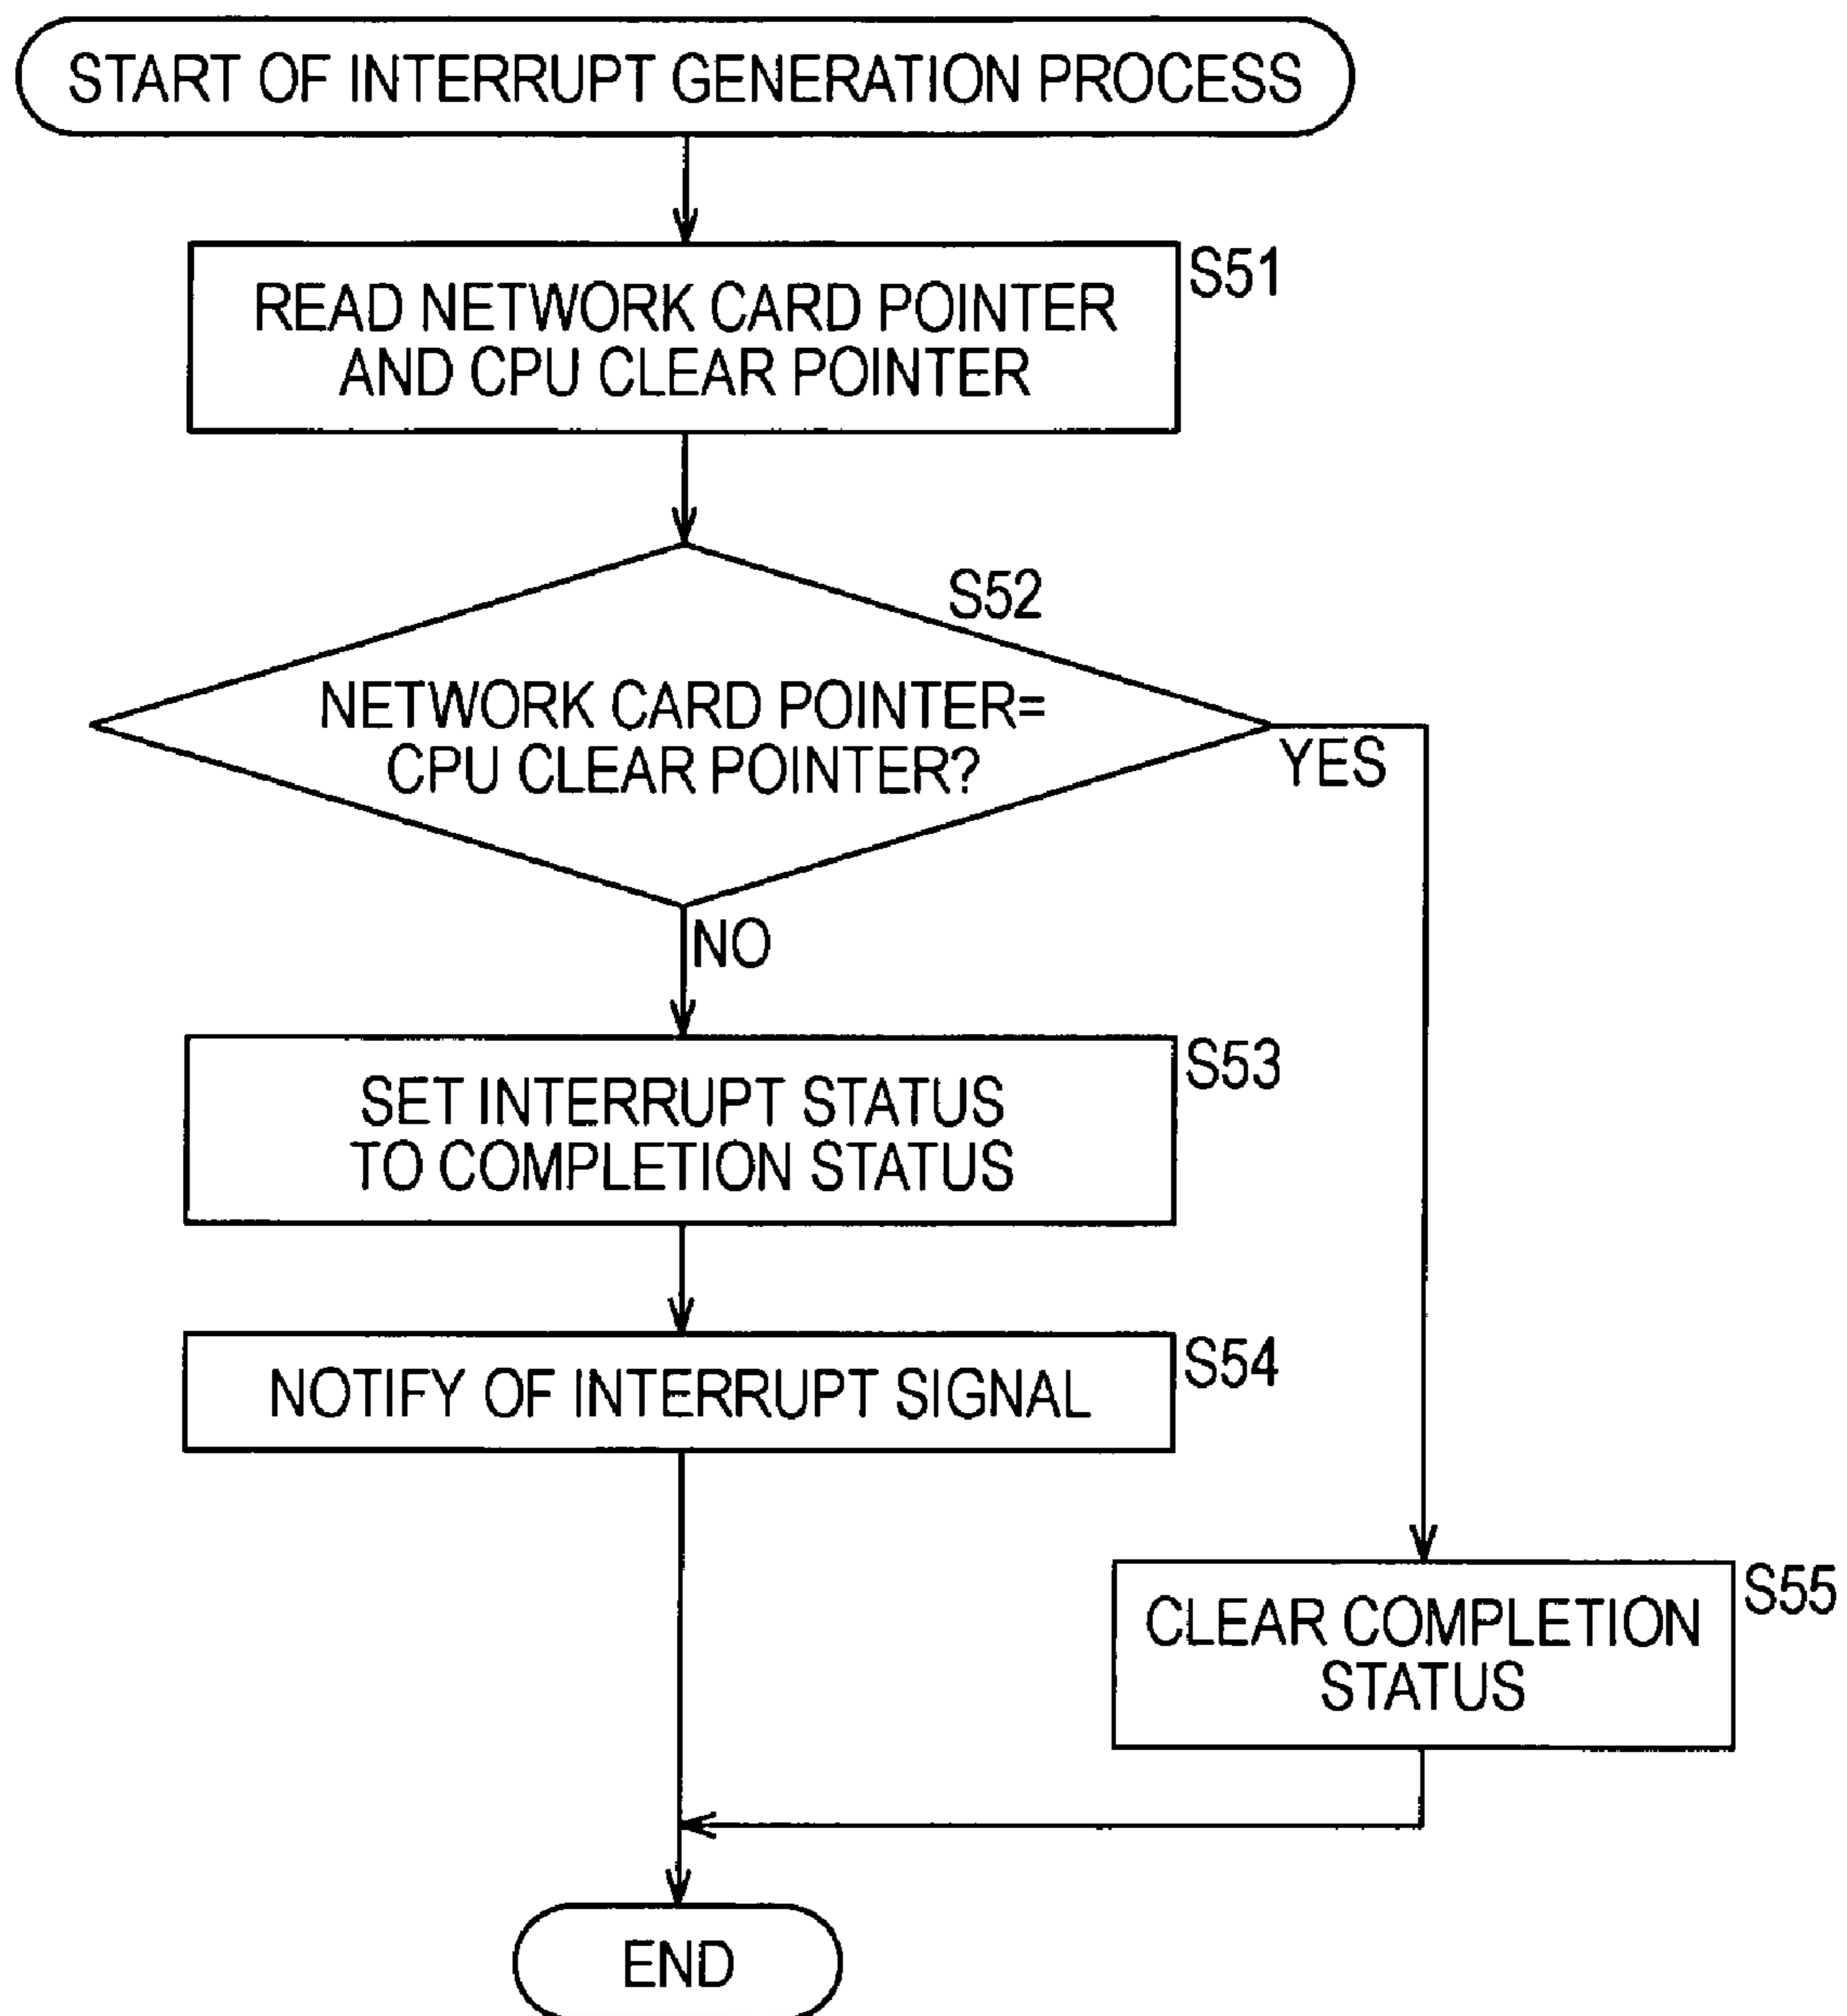 START OF INTERRUPT GENERATION PROCESS
S51
READ NETWORK CARD POINTER
AND CPU CLEAR POINTER
S52
NETWORK CARD POINTER=
CPU CLEAR POINTER?
YES
NO
S53
SET INTERRUPT STATUS
TO COMPLETION STATUS
S54
NOTIFY OF INTERRUPT SIGNAL
S55
CLEAR COMPLETION
STATUS
END